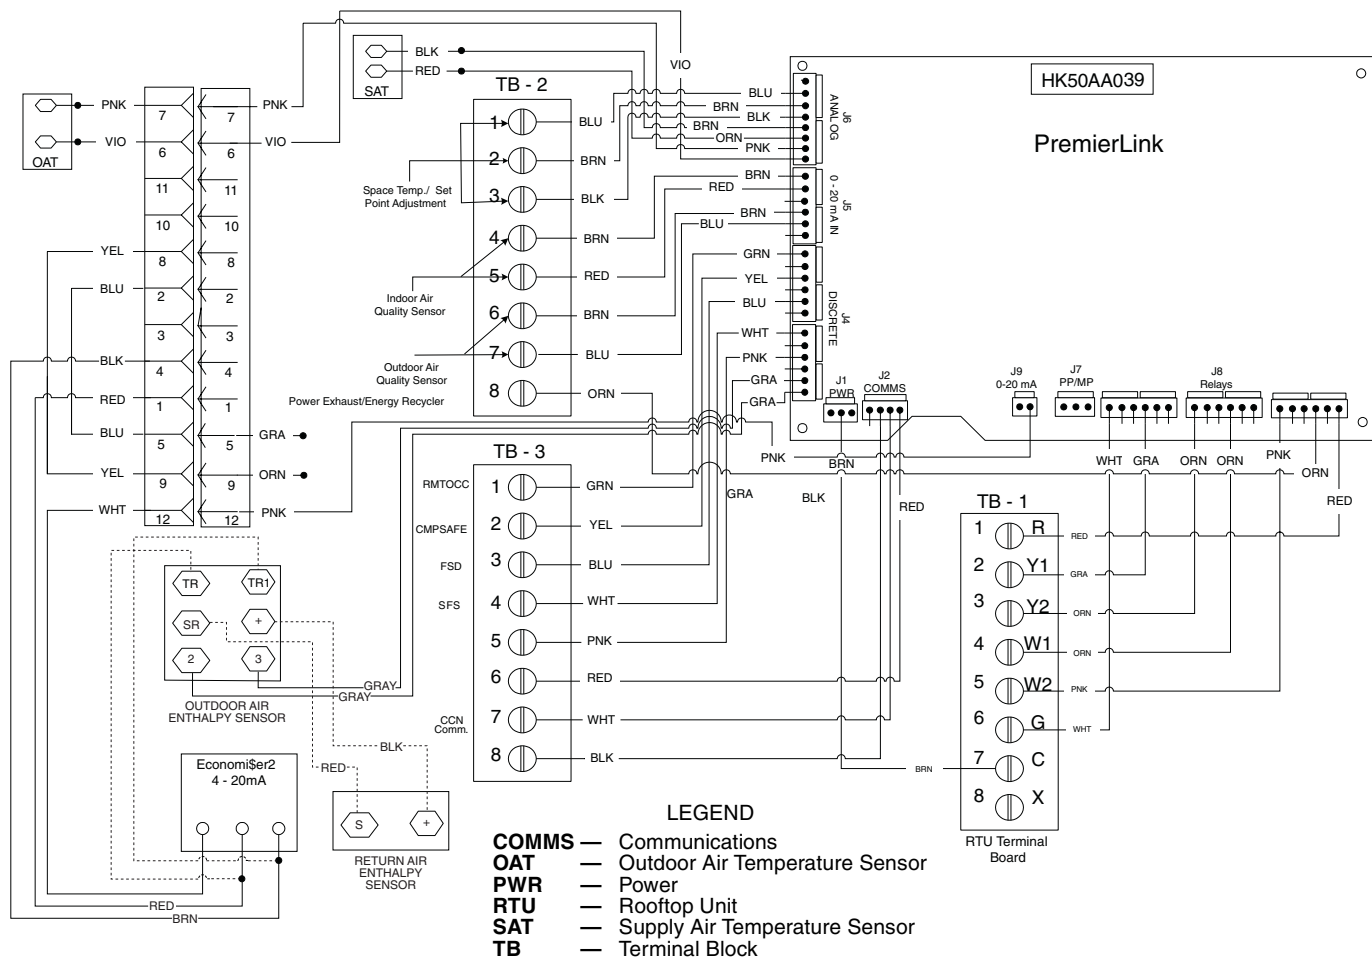 HK50AA039
PremierLink
VIO
BLK
RED
SAT
PNK
VIO
OAT
7
6
11
10
8
2
3
4
1
5
9
12
7
6
11
10
8
2
3
4
1
5
9
12
PNK
VIO
YEL
BLU
BLK
RED
BLU
YEL
WHT
GRA
ORN
PNK
TB - 2
1
2
3
4
5
6
7
8
BLU
BRN
BLK
BRN
RED
BRN
BLU
ORN
Space Temp./ Set
Point Adjustment
Indoor Air
Quality Sensor
Outdoor Air
Quality Sensor
Power Exhaust/Energy Recycler
BLU
BRN
BLK
BRN
ORN
PNK
J6
ANALOG
BRN
RED
BRN
BLU
J5
0 - 20 mA IN
GRN
YEL
BLU
WHT
PNK
GRA
GRA
J4
DISCRETE
J1
PWR
J2
COMMS
J9
0-20 mA
J7
PP/MP
J8
Relays
PNK
BRN
GRA
BLK
RED
WHT
GRA
ORN
ORN
PNK
ORN
RED
TB - 3
RMTOCC
CMPSAFE
FSD
SFS
CCN
Comm.
1
2
3
4
5
6
7
8
GRN
YEL
BLU
WHT
PNK
RED
WHT
BLK
TB - 1
1 R
2 Y1
3 Y2
4 W1
5 W2
6 G
7 C
8 X
RED
GRA
ORN
ORN
PNK
WHT
BRN
RTU Terminal
Board
TR
TR1
SR
+
2
3
GRAY
GRAY
OUTDOOR AIR
ENTHALPY SENSOR
BLK
RED
Economi$er2
4 - 20mA
S
+
RETURN AIR
ENTHALPY
SENSOR
RED
BRN
LEGEND
COMMS — Communications
OAT — Outdoor Air Temperature Sensor
PWR — Power
RTU — Rooftop Unit
SAT — Supply Air Temperature Sensor
TB — Terminal Block